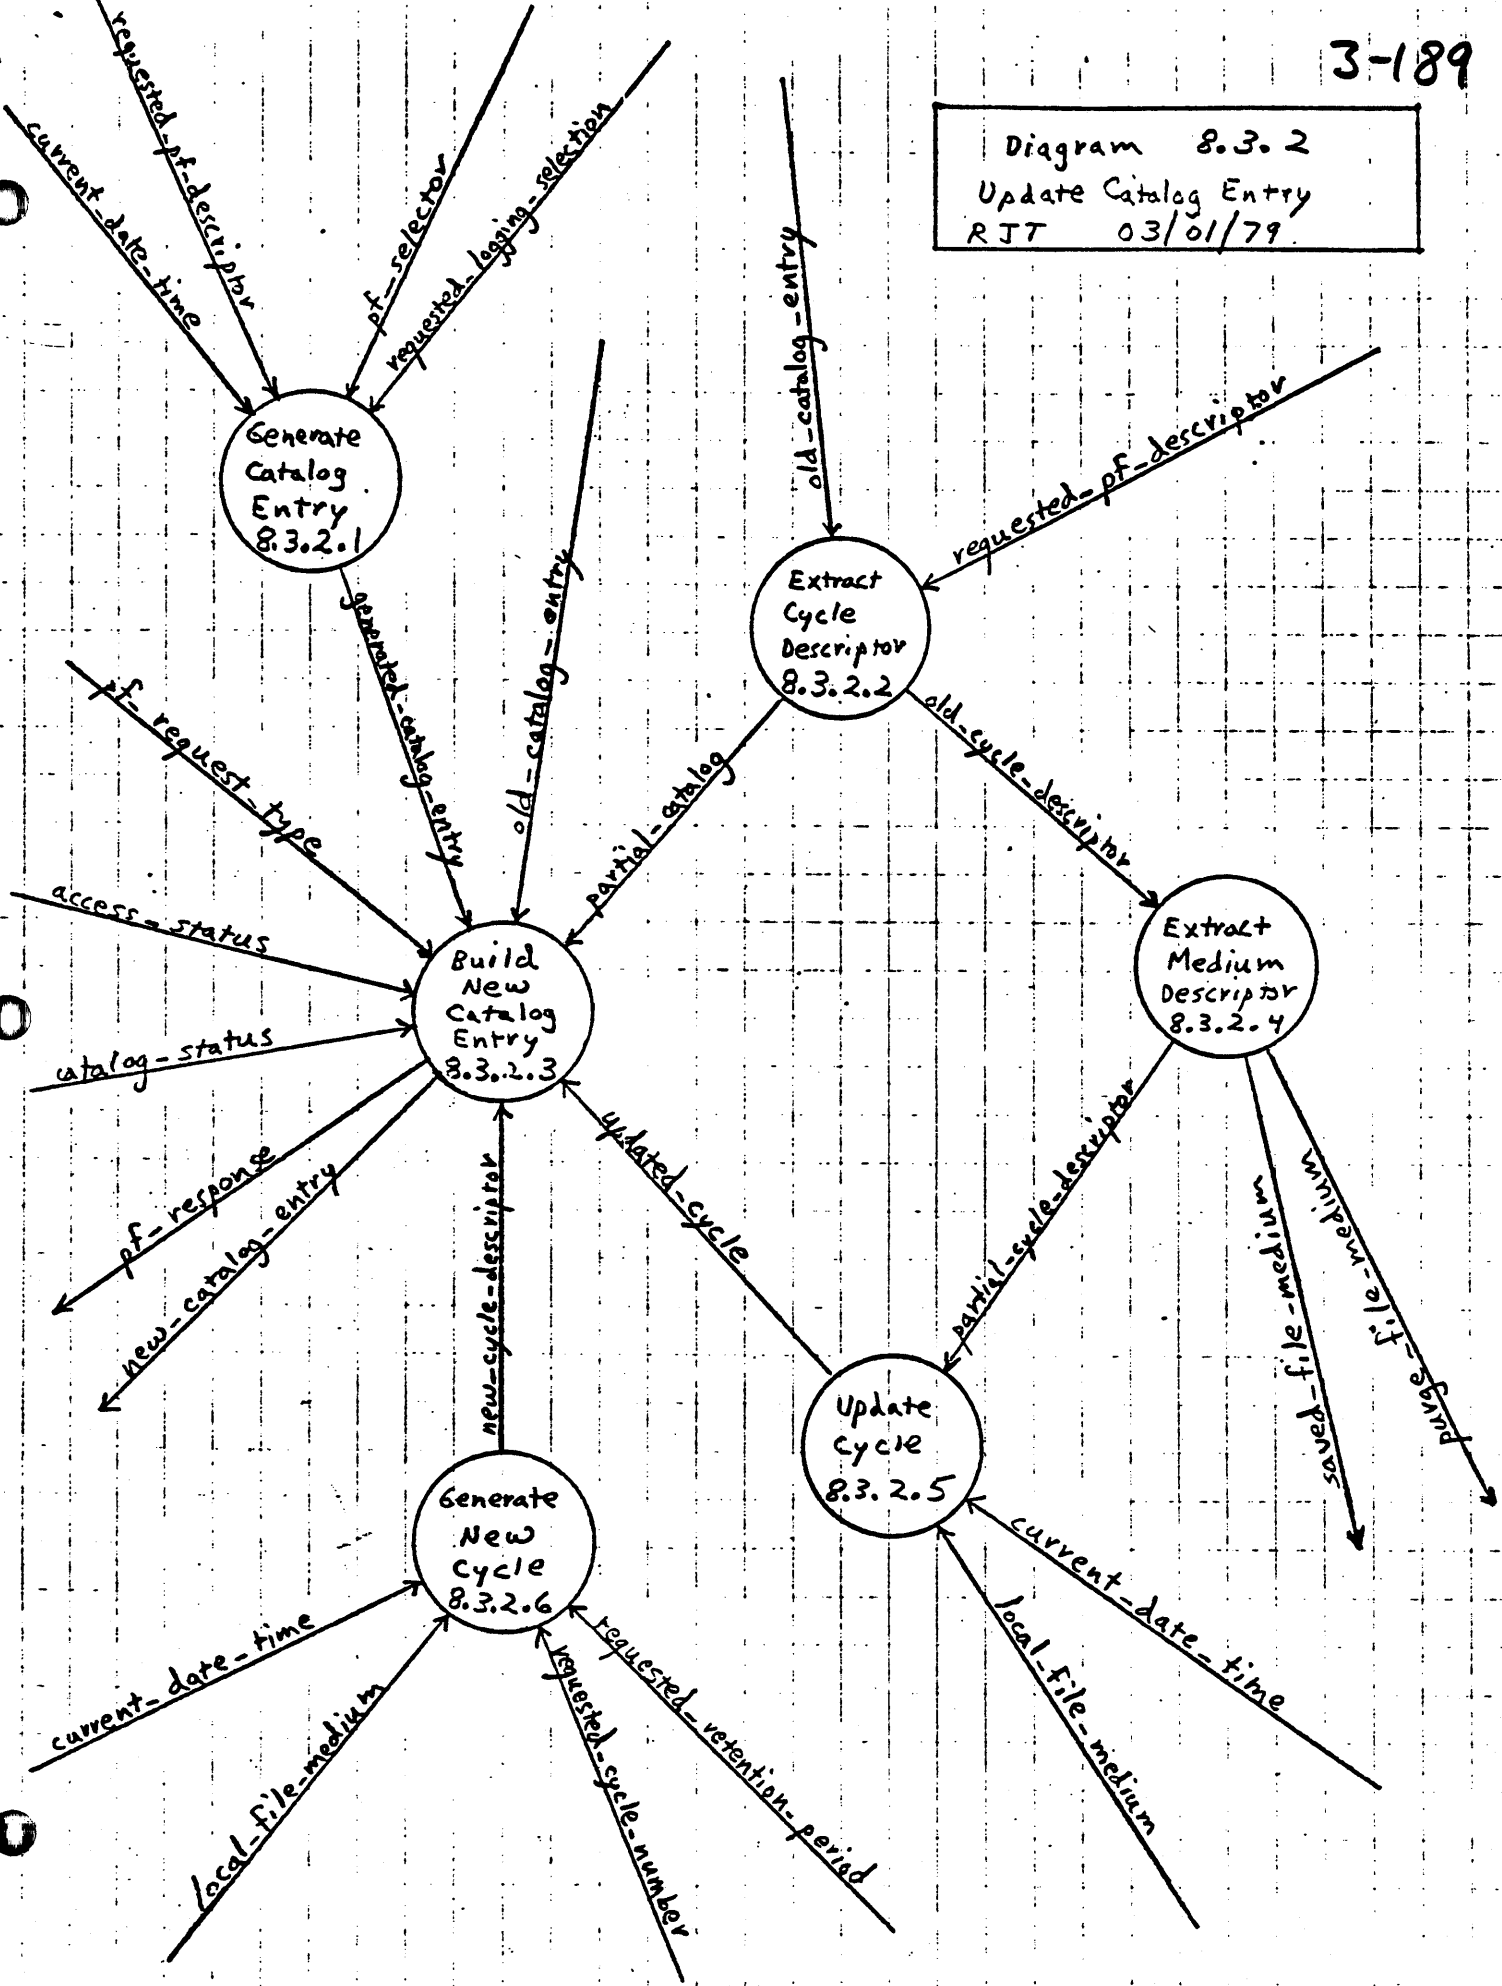 3-189
Diagram 8.3.2
Update Catalog Entry
RJT 03/01/79
requested-pf-descriptor
current-date-time
pf-selector
requested-logging-selection
old-catalog-entry
requested-pf-descriptor
Generate
Catalog
Entry
8.3.2.1
Extract
Cycle
Descriptor
8.3.2.2
generated-catalog-entry
old-catalog-entry
pf-request-type
partial-catalog
old-cycle-descriptor
access-status
catalog-status
Build
New
Catalog
Entry
8.3.2.3
Extract
Medium
Descriptor
8.3.2.4
pf-response
new-catalog-entry
new-cycle-descriptor
updated-cycle
partial-cycle-descriptor
saved-file-medium
purge-file-medium
Update
Cycle
8.3.2.5
Generate
New
Cycle
8.3.2.6
current-date-time
local-file-medium
requested-cycle-number
requested-retention-period
local-file-medium
current-date-time